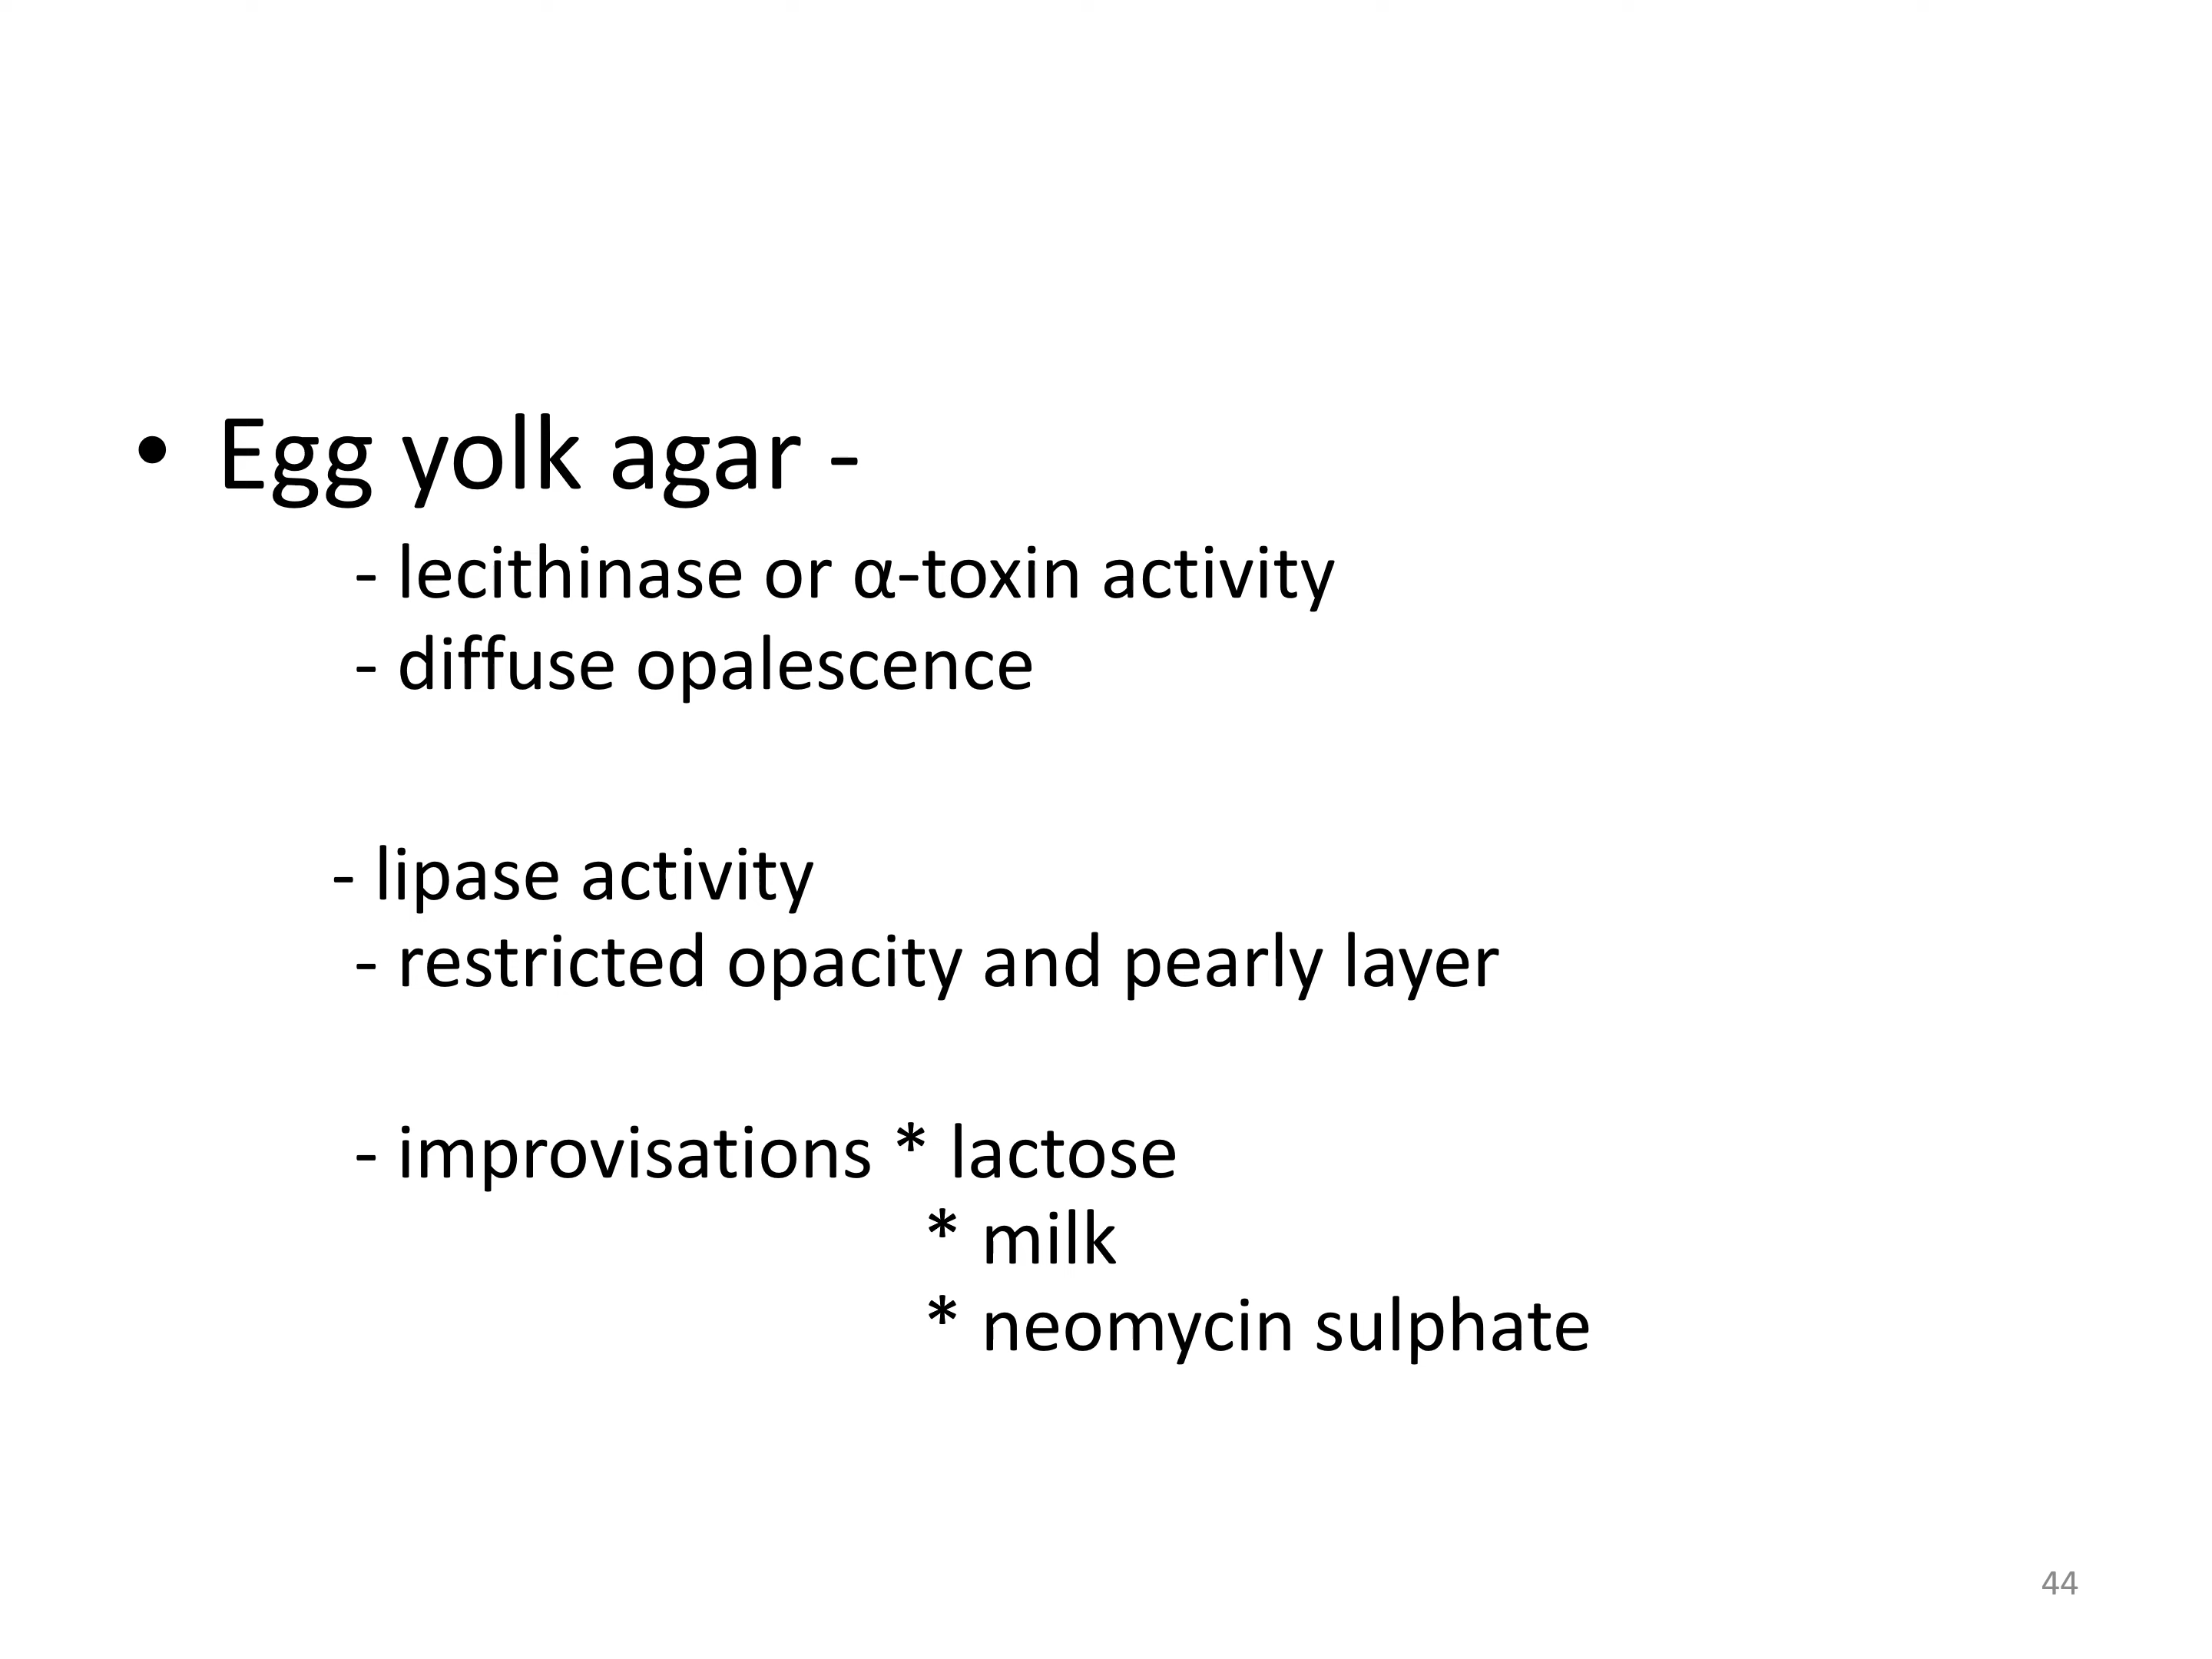 • Egg yolk agar -
- lecithinase or α-toxin activity
- diffuse opalescence
- lipase activity
- restricted opacity and pearly layer
- improvisations * lactose
* milk
* neomycin sulphate
44